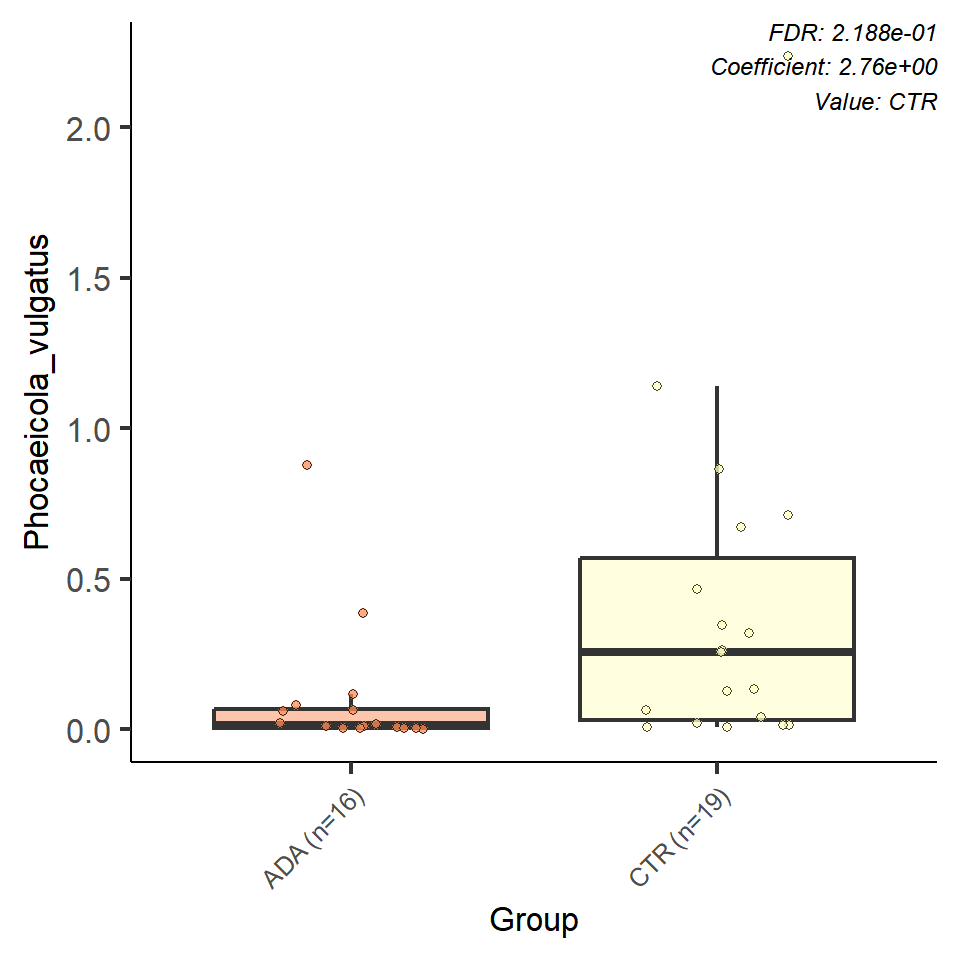 FDR: 2.188e-01
Coefficient: 2.76e+00
Value: CTR
2.0
1.5
1.0
0.5
0.0
Phocaeicola_vulgatus
ADA (n=16)
CTR (n=19)
Group